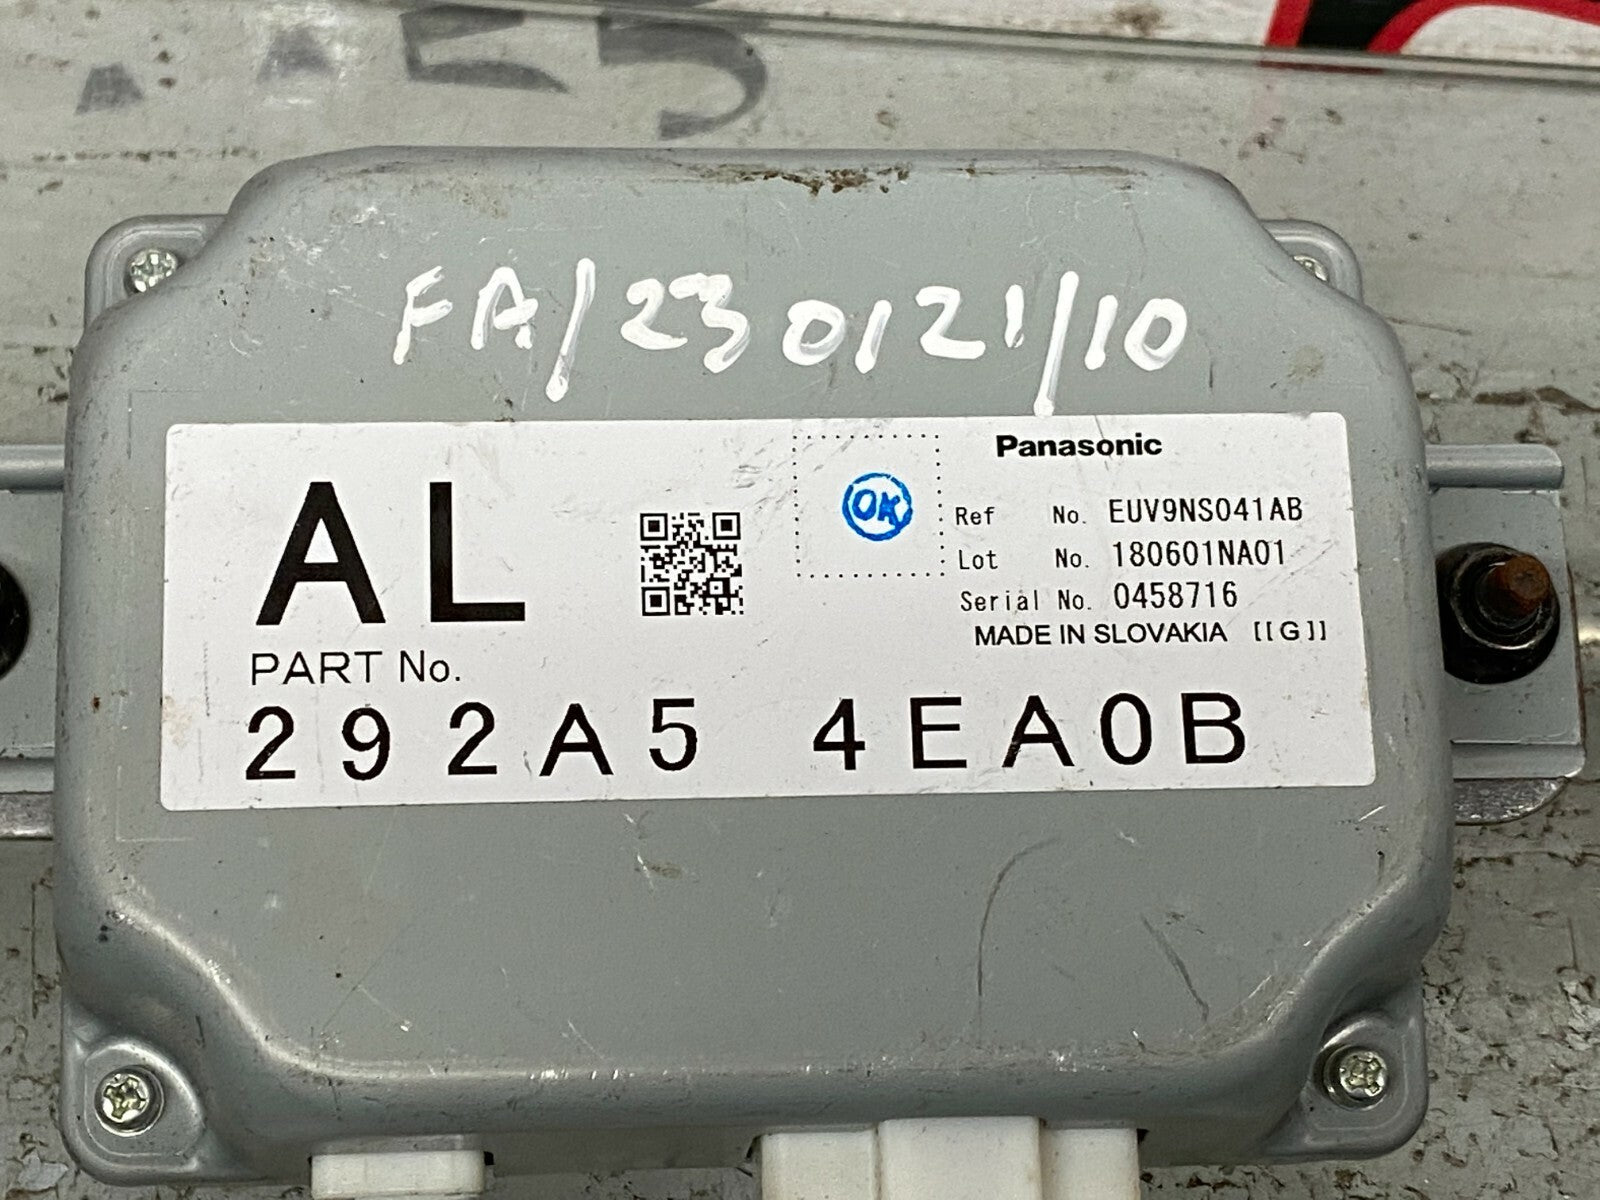 FA/230121/10
Panasonic
AL
OK
Ref No. EUV9NS041AB
Lot No. 180601NA01
Serial No. 0458716
MADE IN SLOVAKIA [[G]]
PART No.
292A5 4EA0B